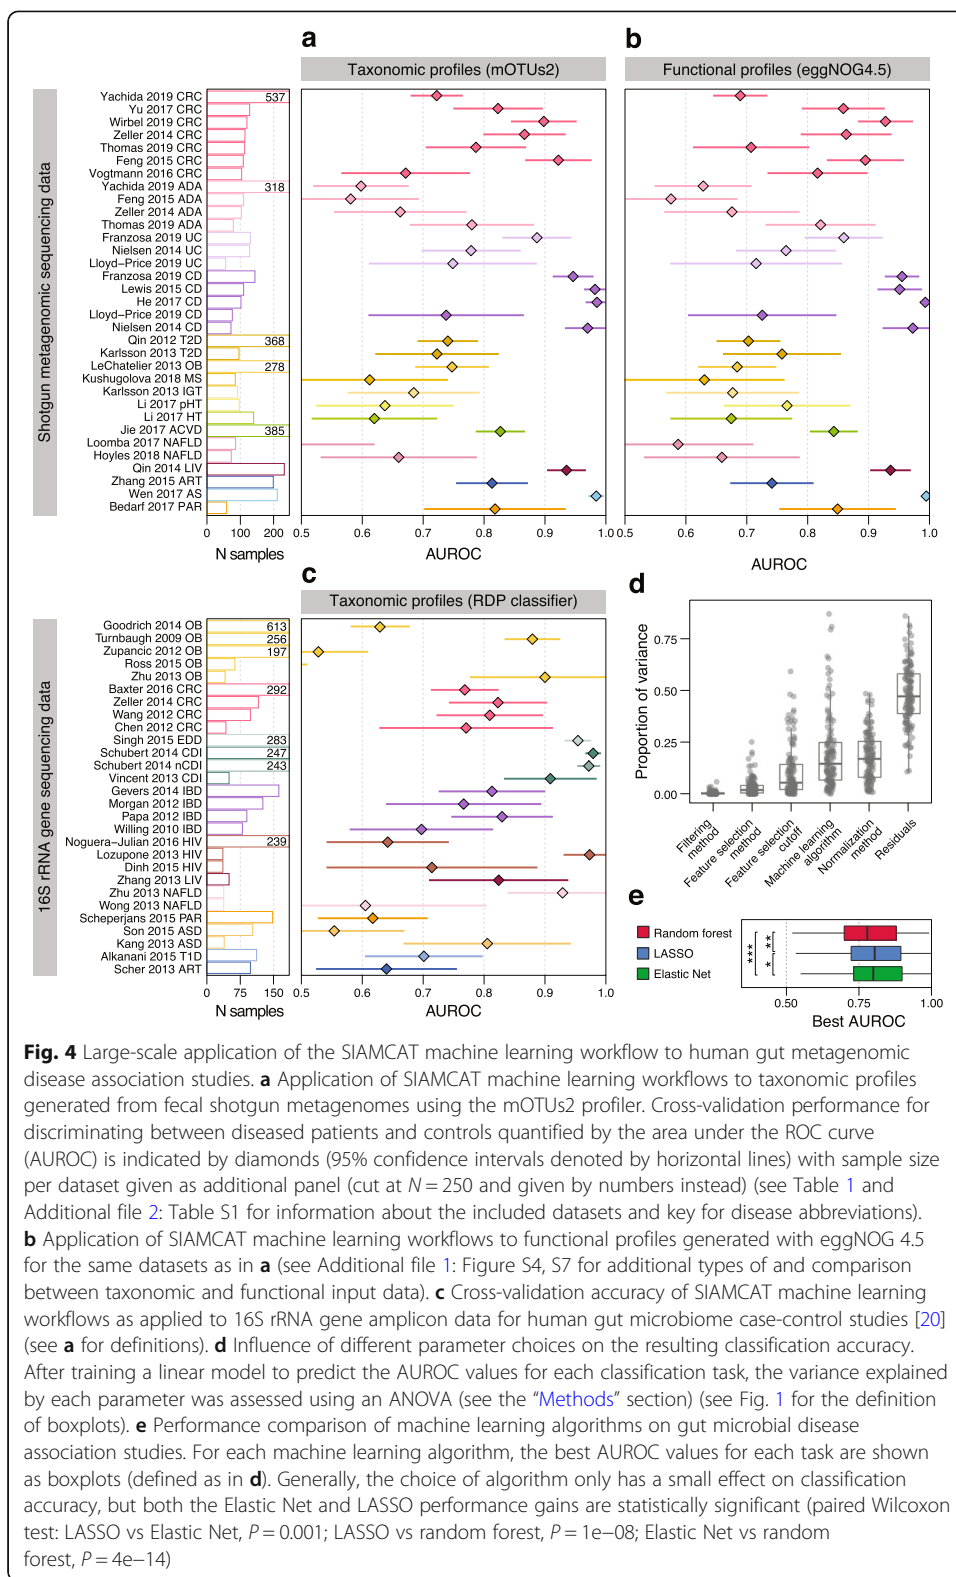 a
b
Taxonomic profiles (mOTUs2)
Functional profiles (eggNOG4.5)
Shotgun metagenomic sequencing data
Yachida 2019 CRC 537
Yu 2017 CRC
Wirbel 2019 CRC
Zeller 2014 CRC
Thomas 2019 CRC
Feng 2015 CRC
Vogtmann 2016 CRC
Yachida 2019 ADA 318
Feng 2015 ADA
Zeller 2014 ADA
Thomas 2019 ADA
Franzosa 2019 UC
Nielsen 2014 UC
Lloyd−Price 2019 UC
Franzosa 2019 CD
Lewis 2015 CD
He 2017 CD
Lloyd−Price 2019 CD
Nielsen 2014 CD
Qin 2012 T2D 368
Karlsson 2013 T2D
LeChatelier 2013 OB 278
Kushugolova 2018 MS
Karlsson 2013 IGT
Li 2017 pHT
Li 2017 HT
Jie 2017 ACVD 385
Loomba 2017 NAFLD
Hoyles 2018 NAFLD
Qin 2014 LIV
Zhang 2015 ART
Wen 2017 AS
Bedarf 2017 PAR
0 100 200
N samples
0.5 0.6 0.7 0.8 0.9 1.0
AUROC
0.6 0.7 0.8 0.9 1.0
AUROC
c
Taxonomic profiles (RDP classifier)
16S rRNA gene sequencing data
Goodrich 2014 OB 613
Turnbaugh 2009 OB 256
Zupancic 2012 OB 197
Ross 2015 OB
Zhu 2013 OB
Baxter 2016 CRC 292
Zeller 2014 CRC
Wang 2012 CRC
Chen 2012 CRC
Singh 2015 EDD 283
Schubert 2014 CDI 247
Schubert 2014 nCDI 243
Vincent 2013 CDI
Gevers 2014 IBD
Morgan 2012 IBD
Papa 2012 IBD
Willing 2010 IBD
Noguera−Julian 2016 HIV 239
Lozupone 2013 HIV
Dinh 2015 HIV
Zhang 2013 LIV
Zhu 2013 NAFLD
Wong 2013 NAFLD
Scheperjans 2015 PAR
Son 2015 ASD
Kang 2013 ASD
Alkanani 2015 T1D
Scher 2013 ART
0 75 150
N samples
0.5 0.6 0.7 0.8 0.9 1.0
AUROC
d
Proportion of variance
0.75
0.50
0.25
0.00
Filtering method
Feature selection method
Feature selection cutoff
Machine learning algorithm
Normalization method
Residuals
e
Random forest
LASSO
Elastic Net
***
**
*
0.50 0.75 1.00
Best AUROC
Fig. 4 Large-scale application of the SIAMCAT machine learning workflow to human gut metagenomic
disease association studies. a Application of SIAMCAT machine learning workflows to taxonomic profiles
generated from fecal shotgun metagenomes using the mOTUs2 profiler. Cross-validation performance for
discriminating between diseased patients and controls quantified by the area under the ROC curve
(AUROC) is indicated by diamonds (95% confidence intervals denoted by horizontal lines) with sample size
per dataset given as additional panel (cut at N = 250 and given by numbers instead) (see Table 1 and
Additional file 2: Table S1 for information about the included datasets and key for disease abbreviations).
b Application of SIAMCAT machine learning workflows to functional profiles generated with eggNOG 4.5
for the same datasets as in a (see Additional file 1: Figure S4, S7 for additional types of and comparison
between taxonomic and functional input data). c Cross-validation accuracy of SIAMCAT machine learning
workflows as applied to 16S rRNA gene amplicon data for human gut microbiome case-control studies [20]
(see a for definitions). d Influence of different parameter choices on the resulting classification accuracy.
After training a linear model to predict the AUROC values for each classification task, the variance explained
by each parameter was assessed using an ANOVA (see the “Methods” section) (see Fig. 1 for the definition
of boxplots). e Performance comparison of machine learning algorithms on gut microbial disease
association studies. For each machine learning algorithm, the best AUROC values for each task are shown
as boxplots (defined as in d). Generally, the choice of algorithm only has a small effect on classification
accuracy, but both the Elastic Net and LASSO performance gains are statistically significant (paired Wilcoxon
test: LASSO vs Elastic Net, P = 0.001; LASSO vs random forest, P = 1e−08; Elastic Net vs random
forest, P = 4e−14)